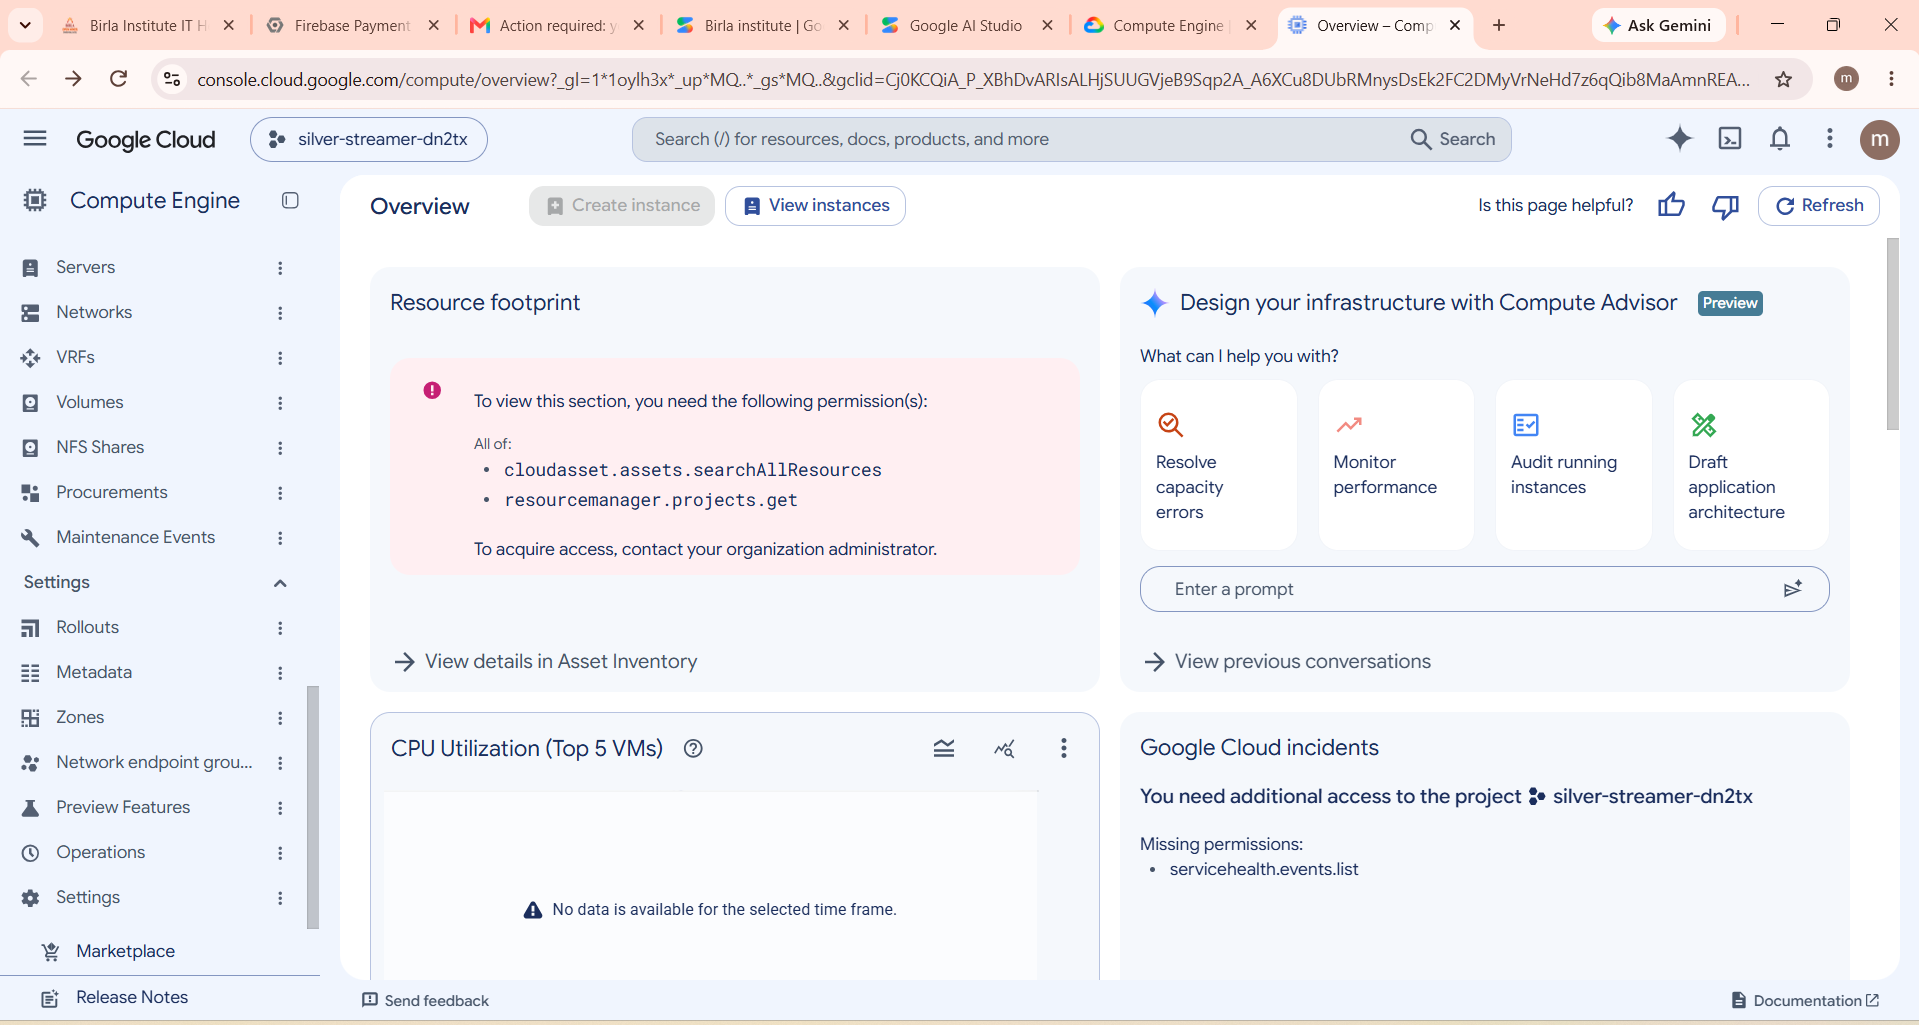 Birla Institute IT H
Firebase Payment
Action required: y
Birla institute | Go
Google AI Studio
Compute Engine |
Overview – Comp
Ask Gemini
console.cloud.google.com/compute/overview?_gl=1*1oylh3x*_up*MQ..*_gs*MQ..&gclid=Cj0KCQiA_P_XBhDvARIsALHjSUUGVjeB9Sqp2A_A6XCu8DUbRMnysDsEk2FC2DMyVrNeHd7z6qQib8MaAmnREA...
m
Google Cloud
silver-streamer-dn2tx
Search (/) for resources, docs, products, and more
Search
m
Compute Engine
Servers
Networks
VRFs
Volumes
NFS Shares
Procurements
Maintenance Events
Settings
Rollouts
Metadata
Zones
Network endpoint grou...
Preview Features
Operations
Settings
Marketplace
Release Notes
Overview
Create instance
View instances
Is this page helpful?
Refresh
Resource footprint
To view this section, you need the following permission(s):
All of:
• cloudasset.assets.searchAllResources
• resourcemanager.projects.get
To acquire access, contact your organization administrator.
View details in Asset Inventory
Design your infrastructure with Compute Advisor
Preview
What can I help you with?
Resolve
capacity
errors
Monitor
performance
Audit running
instances
Draft
application
architecture
Enter a prompt
View previous conversations
CPU Utilization (Top 5 VMs)
No data is available for the selected time frame.
Google Cloud incidents
You need additional access to the project silver-streamer-dn2tx
Missing permissions:
• servicehealth.events.list
Send feedback
Documentation